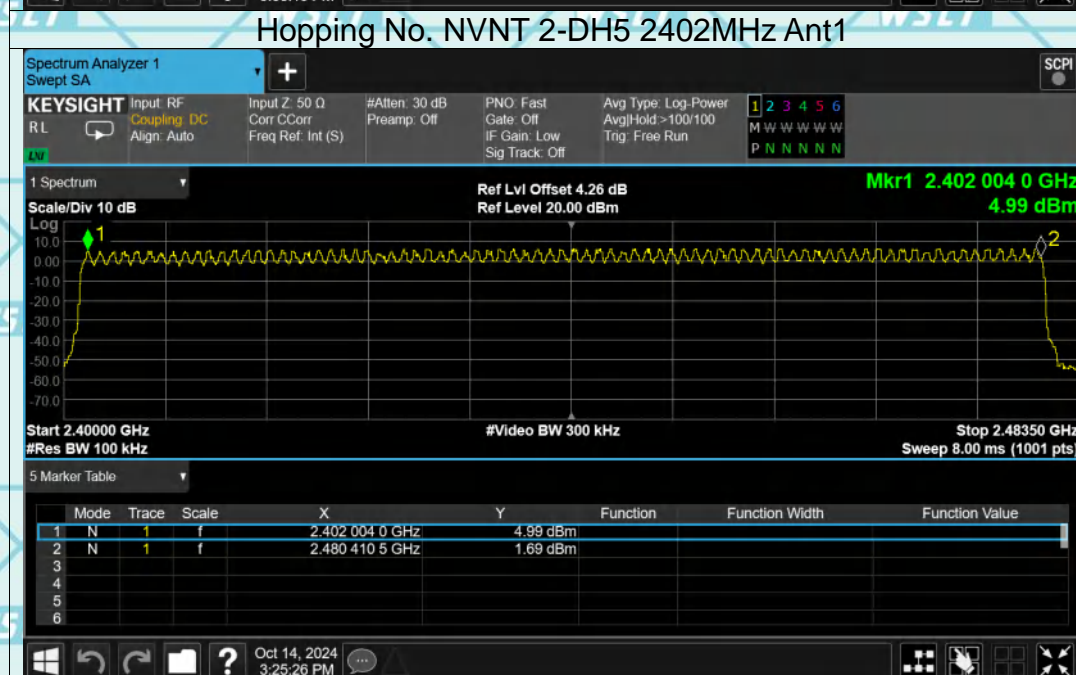 Hopping No. NVNT 2-DH5 2402MHz Ant1
Spectrum Analyzer 1
Swept SA
+
SCPI
KEYSIGHT
RL
LNI
Input: RF
Coupling: DC
Align: Auto
Input Z: 50 Ω
Corr CCorr
Freq Ref: Int (S)
#Atten: 30 dB
Preamp: Off
PNO: Fast
Gate: Off
IF Gain: Low
Sig Track: Off
Avg Type: Log-Power
Avg|Hold:>100/100
Trig: Free Run
1 2 3 4 5 6
M W W W W W
P N N N N N
1 Spectrum
Ref Lvl Offset 4.26 dB
Mkr1 2.402 004 0 GHz
Scale/Div 10 dB
Ref Level 20.00 dBm
4.99 dBm
Log
10.0
0.00
-10.0
-20.0
-30.0
-40.0
-50.0
-60.0
-70.0
1
2
Start 2.40000 GHz
#Video BW 300 kHz
Stop 2.48350 GHz
#Res BW 100 kHz
Sweep 8.00 ms (1001 pts)
5 Marker Table
Mode Trace Scale X Y Function Function Width Function Value
1 N 1 f 2.402 004 0 GHz 4.99 dBm
2 N 1 f 2.480 410 5 GHz 1.69 dBm
3
4
5
6
?
Oct 14, 2024
3:25:26 PM